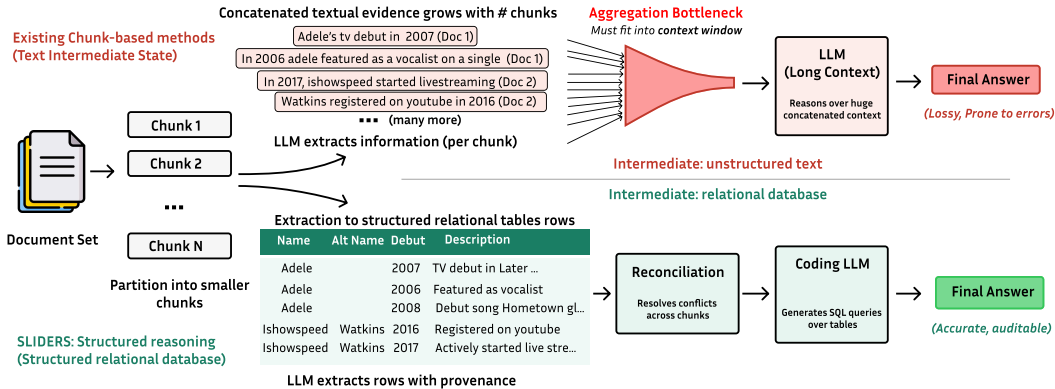 Concatenated textual evidence grows with # chunks
Existing Chunk-based methods
(Text Intermediate State)
Adele's tv debut in 2007 (Doc 1)
In 2006 adele featured as a vocalist on a single (Doc 1)
In 2017, ishowspeed started livestreaming (Doc 2)
Watkins registered on youtube in 2016 (Doc 2)
... (many more)
LLM extracts information (per chunk)
Aggregation Bottleneck
Must fit into context window
LLM
(Long Context)
Reasons over huge
concatenated context
Final Answer
(Lossy, Prone to errors)
Intermediate: unstructured text
Intermediate: relational database
Document Set
Chunk 1
Chunk 2
...
Chunk N
Partition into smaller
chunks
SLIDERS: Structured reasoning
(Structured relational database)
Extraction to structured relational tables rows
Name Alt Name Debut Description
Adele 2007 TV debut in Later ...
Adele 2006 Featured as vocalist
Adele 2008 Debut song Hometown gl...
Ishowspeed Watkins 2016 Registered on youtube
Ishowspeed Watkins 2017 Actively started live stre...
LLM extracts rows with provenance
Reconciliation
Resolves conflicts
across chunks
Coding LLM
Generates SQL queries
over tables
Final Answer
(Accurate, auditable)